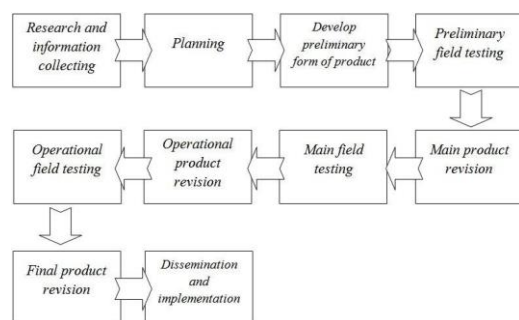 Research and
information
collecting
Planning
Develop
preliminary
form of product
Preliminary
field testing
Main product
revision
Main field
testing
Operational
product
revision
Operational
field testing
Final product
revision
Dissemination
and
implementation